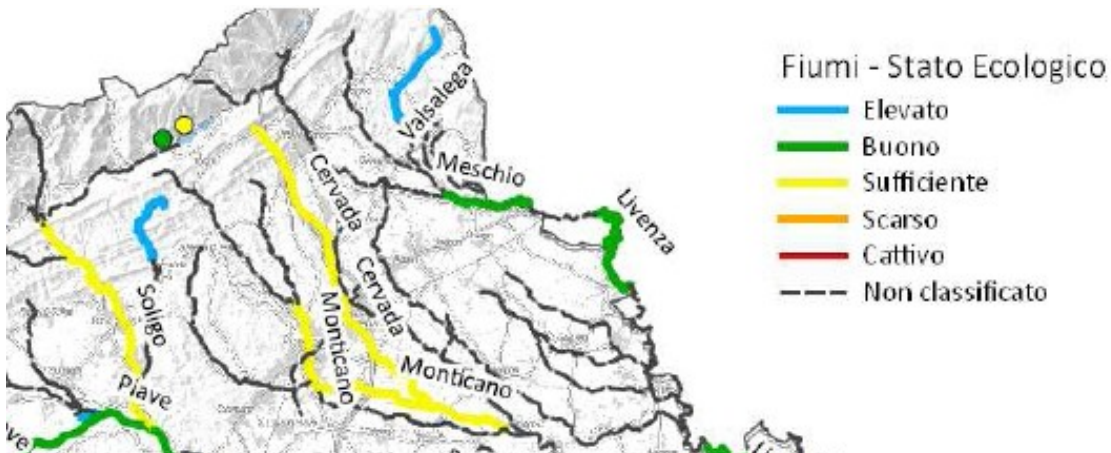 Fiumi - Stato Ecologico
Elevato
Buono
Sufficiente
Scarso
Cattivo
Non classificato
Valsalega
Meschio
Livenza
Cervada
Cervada
Soligo
Monticano
Monticano
Piave
ve